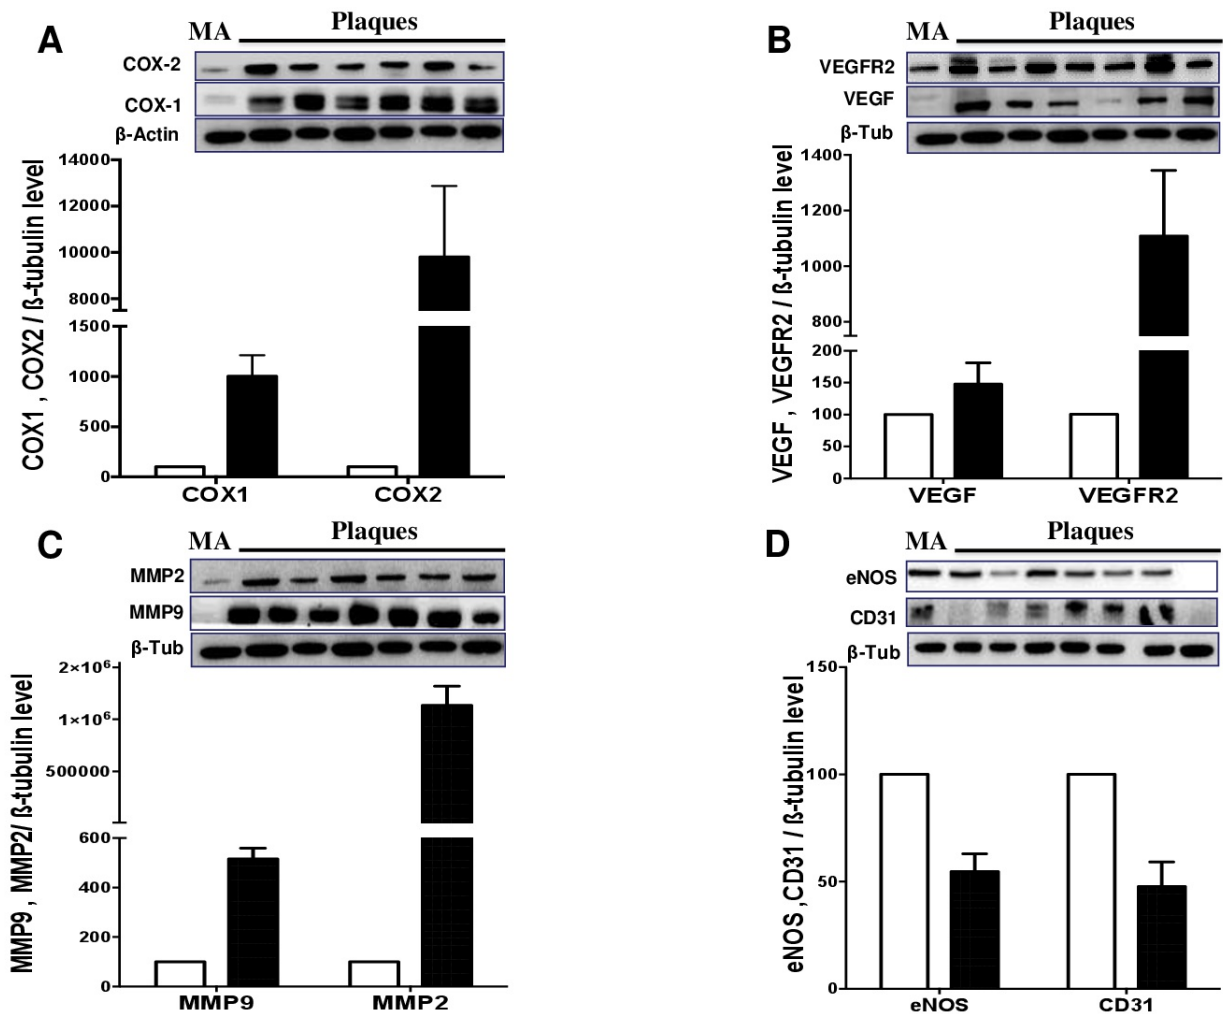 A
MA Plaques
COX-2
COX-1
β-Actin
COX1 , COX2 / ß-tubulin level
14000
12000
10000
8000
1500
1000
500
0
COX1 COX2
B
MA Plaques
VEGFR2
VEGF
β-Tub
VEGF , VEGFR2 / ß-tubulin level
1400
1200
1000
800
200
150
100
50
0
VEGF VEGFR2
C
MA Plaques
MMP2
MMP9
β-Tub
MMP9 , MMP2/ ß-tubulin level
2×10⁶
1×10⁶
500000
600
400
200
0
MMP9 MMP2
D
MA Plaques
eNOS
CD31
β-Tub
eNOS ,CD31 / ß-tubulin level
150
100
50
0
eNOS CD31